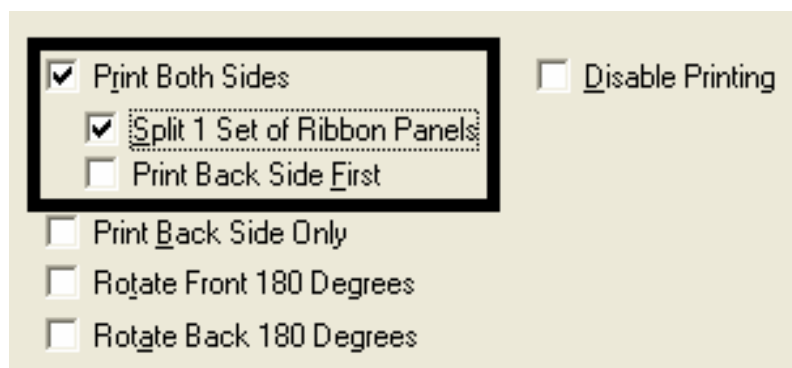 Print Both Sides
Split 1 Set of Ribbon Panels
Print Back Side First
Print Back Side Only
Rotate Front 180 Degrees
Rotate Back 180 Degrees
Disable Printing